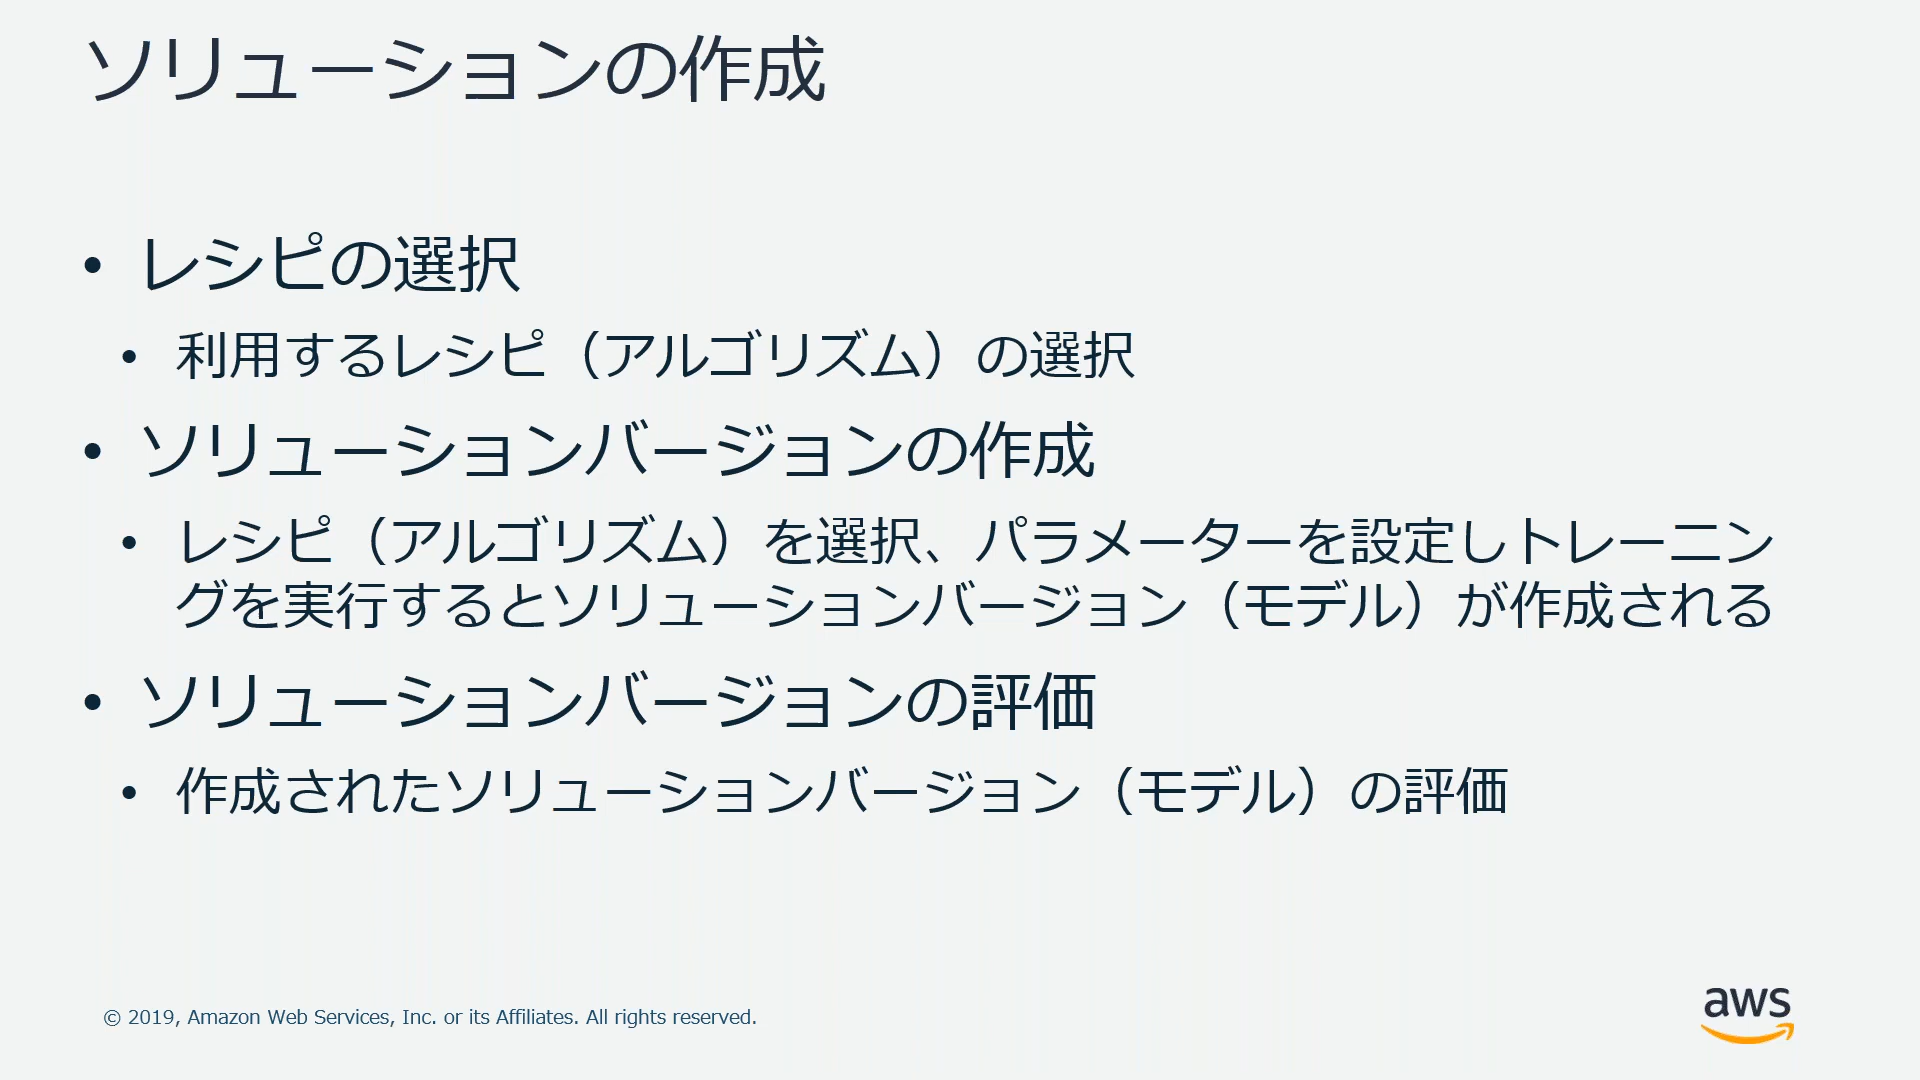 ソリューションの作成
• レシピの選択
• 利用するレシピ（アルゴリズム）の選択
• ソリューションバージョンの作成
• レシピ（アルゴリズム）を選択、パラメーターを設定しトレーニン
グを実行するとソリューションバージョン（モデル）が作成される
• ソリューションバージョンの評価
• 作成されたソリューションバージョン（モデル）の評価
© 2019, Amazon Web Services, Inc. or its Affiliates. All rights reserved.
aws